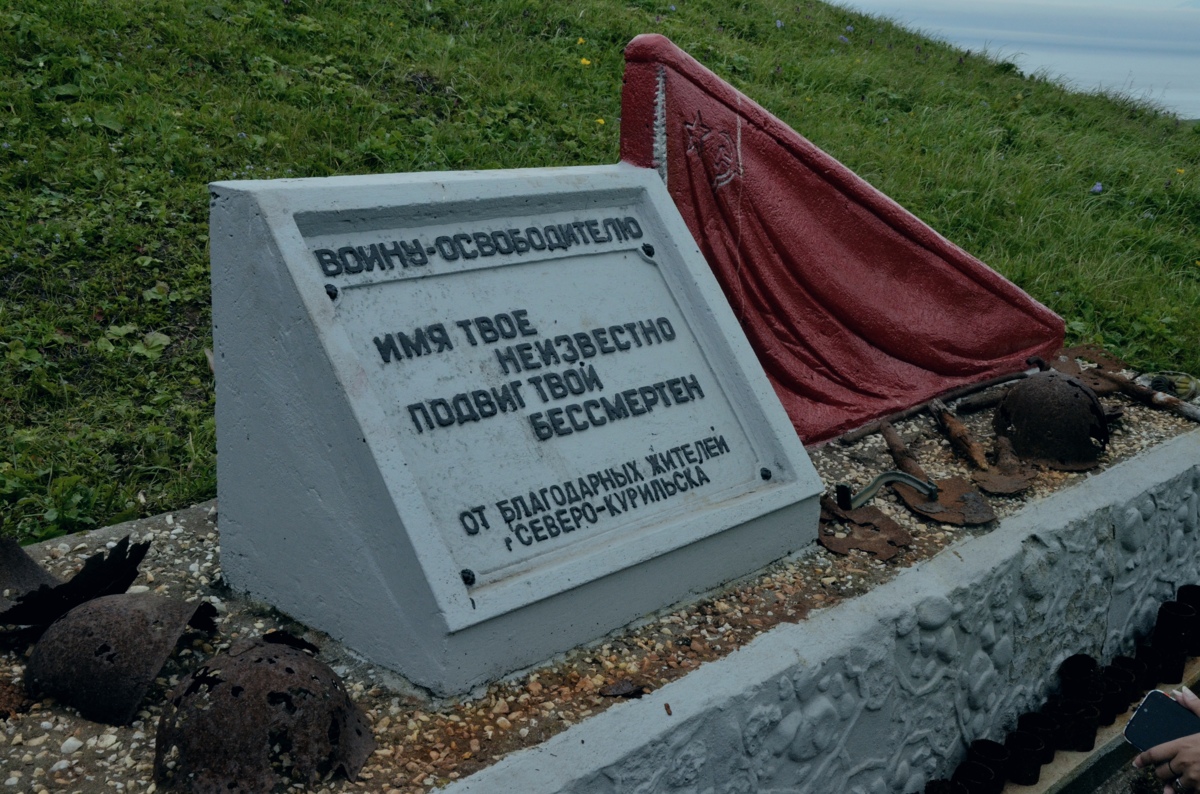 ВОИНУ-ОСВОБОДИТЕЛЮ
ИМЯ ТВОЕ
НЕИЗВЕСТНО
ПОДВИГ ТВОЙ
БЕССМЕРТЕН
ОТ БЛАГОДАРНЫХ ЖИТЕЛЕЙ
г СЕВЕРО-КУРИЛЬСКА